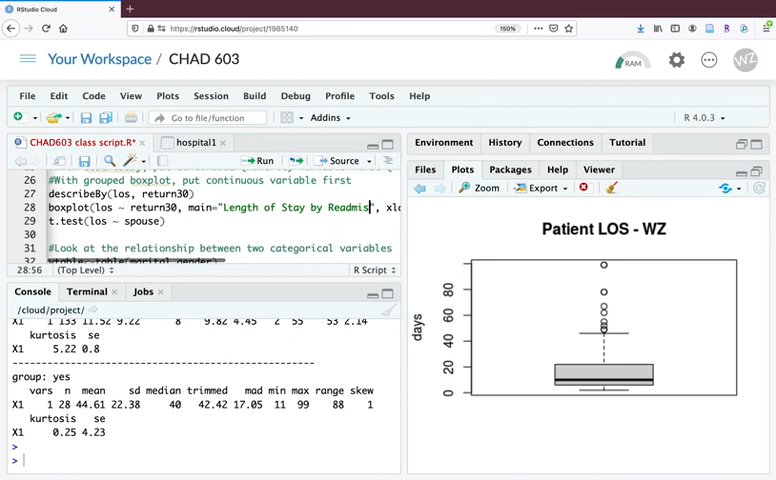 RStudio Cloud
https://rstudio.cloud/project/1985140
150%
Your Workspace / CHAD 603
RAM
WZ
File Edit Code View Plots Session Build Debug Profile Tools Help
Go to file/function
Addins
R 4.0.3
CHAD603 class script.R*
hospital1
Run
Source
26 #With grouped boxplot, put continuous variable first
27 describeBy(los, return30)
28 boxplot(los ~ return30, main="Length of Stay by Readmis", xla
29 t.test(los ~ spouse)
30
31 #Look at the relationship between two categorical variables
28:56 (Top Level) R Script
Console Terminal Jobs
/cloud/project/
X1 1 133 11.52 9.22 8 9.82 4.45 2 55 53 2.14
kurtosis se
X1 5.22 0.8
group: yes
vars n mean sd median trimmed mad min max range skew
X1 1 28 44.61 22.38 40 42.42 17.05 11 99 88 1
kurtosis se
X1 0.25 4.23
>
>
Environment History Connections Tutorial
Files Plots Packages Help Viewer
Zoom Export
Patient LOS - WZ
days
0 20 40 60 80